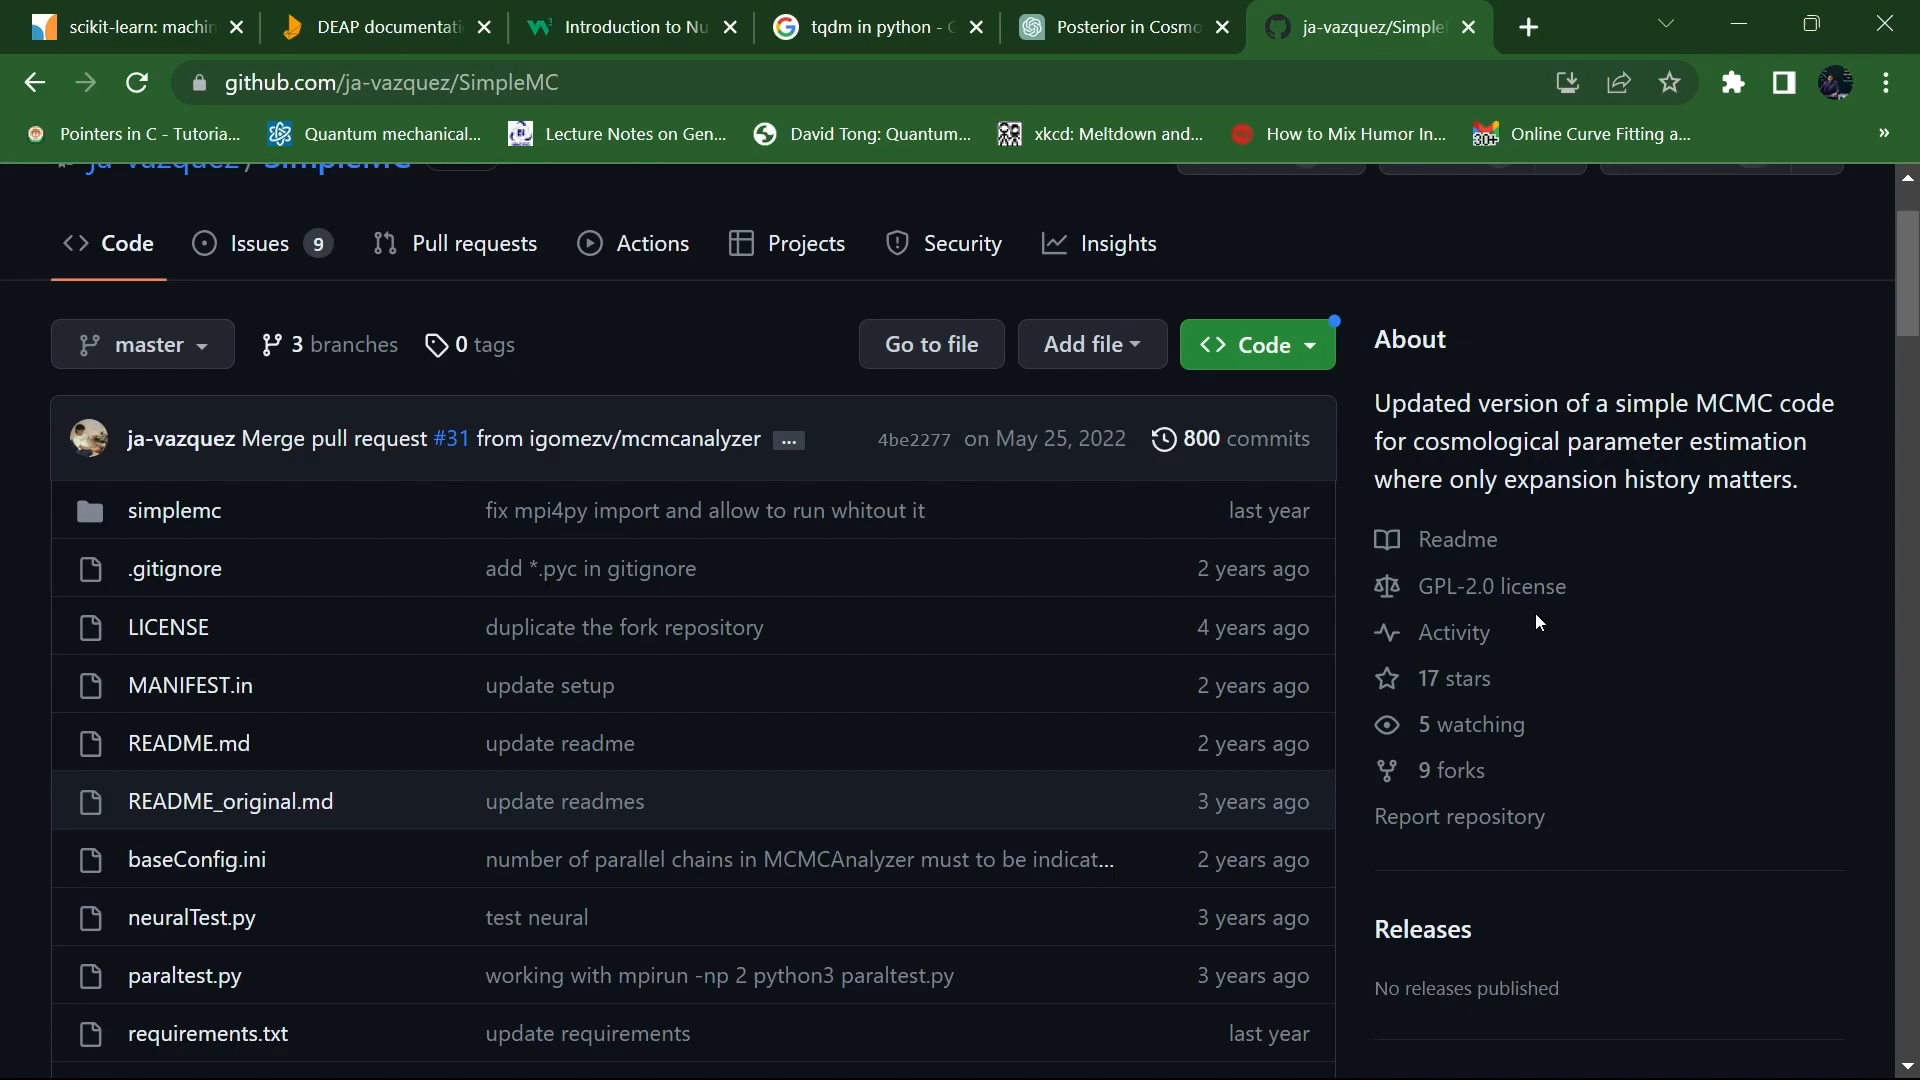 scikit-learn: machin
DEAP documentati
Introduction to Nu
tqdm in python -
Posterior in Cosmo
ja-vazquez/Simple
github.com/ja-vazquez/SimpleMC
Pointers in C - Tutoria...
Quantum mechanical...
Lecture Notes on Gen...
David Tong: Quantum...
xkcd: Meltdown and...
How to Mix Humor In...
30+ Online Curve Fitting a...
»
ja-vazquez / SimpleMC
Code
Issues 9
Pull requests
Actions
Projects
Security
Insights
master
3 branches
0 tags
Go to file
Add file
Code
ja-vazquez Merge pull request #31 from igomezv/mcmcanalyzer ... 4be2277 on May 25, 2022 800 commits
simplemc fix mpi4py import and allow to run whitout it last year
.gitignore add *.pyc in gitignore 2 years ago
LICENSE duplicate the fork repository 4 years ago
MANIFEST.in update setup 2 years ago
README.md update readme 2 years ago
README_original.md update readmes 3 years ago
baseConfig.ini number of parallel chains in MCMCAnalyzer must to be indicat... 2 years ago
neuralTest.py test neural 3 years ago
paraltest.py working with mpirun -np 2 python3 paraltest.py 3 years ago
requirements.txt update requirements last year
About
Updated version of a simple MCMC code
for cosmological parameter estimation
where only expansion history matters.
Readme
GPL-2.0 license
Activity
17 stars
5 watching
9 forks
Report repository
Releases
No releases published